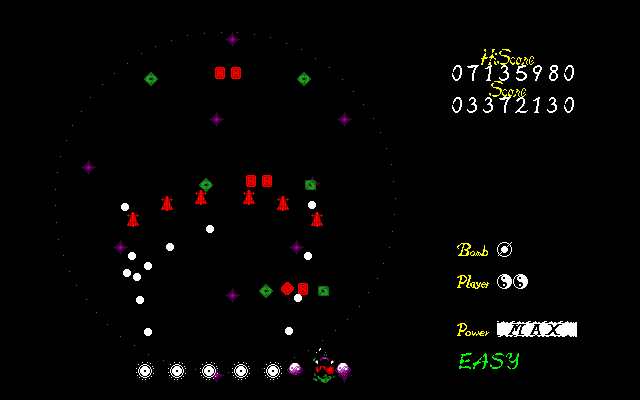 HiScore
07135980
Score
03372130
Bomb
Player
Power MAX
EASY